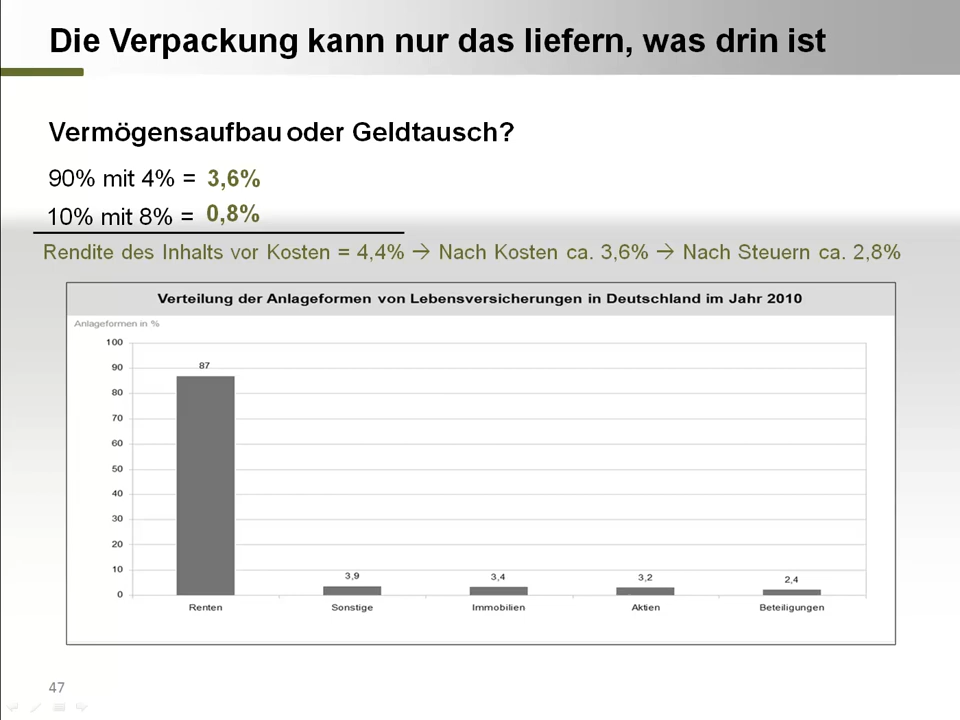 Die Verpackung kann nur das liefern, was drin ist
Vermögensaufbau oder Geldtausch?
90% mit 4% = 3,6%
10% mit 8% = 0,8%
Rendite des Inhalts vor Kosten = 4,4% → Nach Kosten ca. 3,6% → Nach Steuern ca. 2,8%
Verteilung der Anlageformen von Lebensversicherungen in Deutschland im Jahr 2010
Anlageformen in %
100
90
80
70
60
50
40
30
20
10
0
87
3,9
3,4
3,2
2,4
Renten
Sonstige
Immobilien
Aktien
Beteiligungen
47